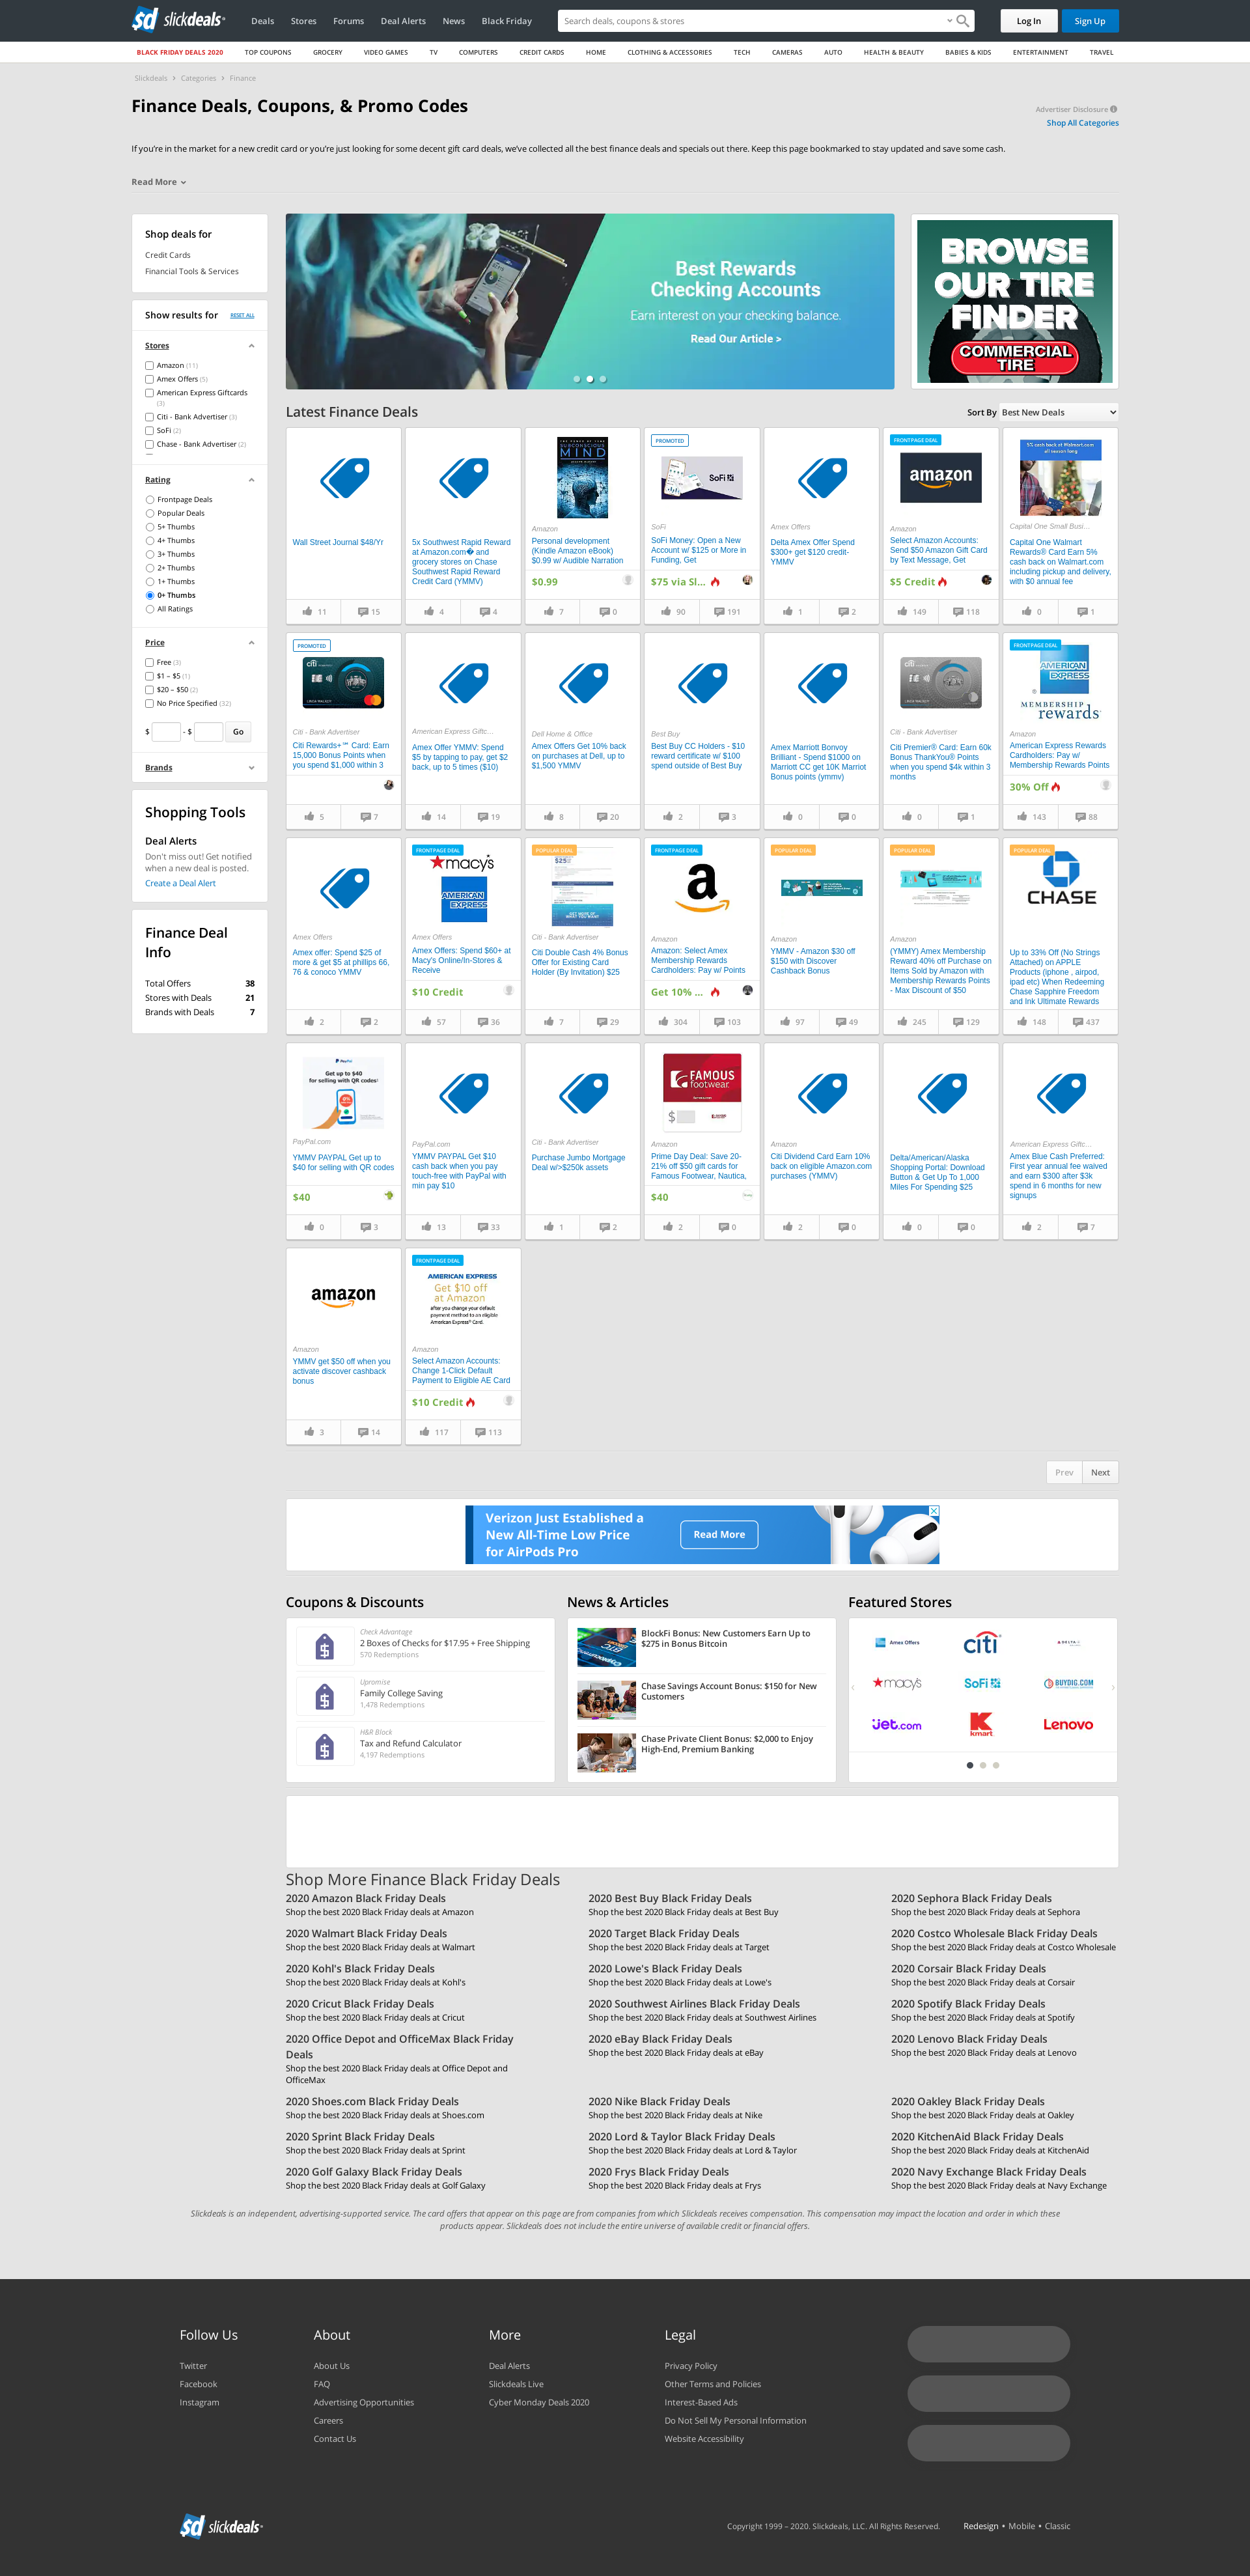 sd slickdeals
Deals Stores Forums Deal Alerts News Black Friday
Search deals, coupons & stores
Log In Sign Up
BLACK FRIDAY DEALS 2020 TOP COUPONS GROCERY VIDEO GAMES TV COMPUTERS CREDIT CARDS HOME CLOTHING & ACCESSORIES TECH CAMERAS AUTO HEALTH & BEAUTY BABIES & KIDS ENTERTAINMENT TRAVEL
Slickdeals > Categories > Finance
Finance Deals, Coupons, & Promo Codes
Advertiser Disclosure
Shop All Categories
If you're in the market for a new credit card or you're just looking for some decent gift card deals, we've collected all the best finance deals and specials out there. Keep this page bookmarked to stay updated and save some cash.
Read More
Shop deals for
Credit Cards
Financial Tools & Services
Show results for RESET ALL
Stores
Amazon (11)
Amex Offers (5)
American Express Giftcards
(3)
Citi - Bank Advertiser (3)
SoFi (2)
Chase - Bank Advertiser (2)
Rating
Frontpage Deals
Popular Deals
5+ Thumbs
4+ Thumbs
3+ Thumbs
2+ Thumbs
1+ Thumbs
0+ Thumbs
All Ratings
Price
Free (3)
$1 – $5 (1)
$20 – $50 (2)
No Price Specified (32)
$ - $ Go
Brands
Shopping Tools
Deal Alerts
Don't miss out! Get notified
when a new deal is posted.
Create a Deal Alert
Finance Deal
Info
Total Offers 38
Stores with Deals 21
Brands with Deals 7
Best Rewards
Checking Accounts
Earn interest on your checking balance.
Read Our Article >
BROWSE
OUR TIRE
FINDER
COMMERCIAL
TIRE
Latest Finance Deals
Sort By Best New Deals
Wall Street Journal $48/Yr
11 15
5x Southwest Rapid Reward
at Amazon.com� and
grocery stores on Chase
Southwest Rapid Reward
Credit Card (YMMV)
4 4
SUBCONSCIOUS
MIND
Amazon
Personal development
(Kindle Amazon eBook)
$0.99 w/ Audible Narration
$0.99
7 0
PROMOTED
SoFi
SoFi
SoFi Money: Open a New
Account w/ $125 or More in
Funding, Get
$75 via Sl...
90 191
Amex Offers
Delta Amex Offer Spend
$300+ get $120 credit-
YMMV
1 2
FRONTPAGE DEAL
amazon
Amazon
Select Amazon Accounts:
Send $50 Amazon Gift Card
by Text Message, Get
$5 Credit
149 118
5% cash back at Walmart.com
all season long
Capital One Small Busi...
Capital One Walmart
Rewards® Card Earn 5%
cash back on Walmart.com
including pickup and delivery,
with $0 annual fee
0 1
PROMOTED
citi
Citi - Bank Advertiser
Citi Rewards+℠ Card: Earn
15,000 Bonus Points when
you spend $1,000 within 3
5 7
American Express Giftc...
Amex Offer YMMV: Spend
$5 by tapping to pay, get $2
back, up to 5 times ($10)
14 19
Dell Home & Office
Amex Offers Get 10% back
on purchases at Dell, up to
$1,500 YMMV
8 20
Best Buy
Best Buy CC Holders - $10
reward certificate w/ $100
spend outside of Best Buy
2 3
Amex Marriott Bonvoy
Brilliant - Spend $1000 on
Marriott CC get 10K Marriot
Bonus points (ymmv)
0 0
citi
Citi - Bank Advertiser
Citi Premier® Card: Earn 60k
Bonus ThankYou® Points
when you spend $4k within 3
months
0 1
FRONTPAGE DEAL
AMERICAN EXPRESS
MEMBERSHIP
rewards
Amazon
American Express Rewards
Cardholders: Pay w/
Membership Rewards Points
30% Off
143 88
Amex Offers
Amex offer: Spend $25 of
more & get $5 at phillips 66,
76 & conoco YMMV
2 2
FRONTPAGE DEAL
macy's
AMERICAN EXPRESS
Amex Offers
Amex Offers: Spend $60+ at
Macy's Online/In-Stores &
Receive
$10 Credit
57 36
POPULAR DEAL
Citi - Bank Advertiser
Citi Double Cash 4% Bonus
Offer for Existing Card
Holder (By Invitation) $25
7 29
FRONTPAGE DEAL
a
Amazon
Amazon: Select Amex
Membership Rewards
Cardholders: Pay w/ Points
Get 10% ...
304 103
POPULAR DEAL
Amazon
YMMV - Amazon $30 off
$150 with Discover
Cashback Bonus
97 49
POPULAR DEAL
Amazon
(YMMY) Amex Membership
Reward 40% off Purchase on
Items Sold by Amazon with
Membership Rewards Points
- Max Discount of $50
245 129
POPULAR DEAL
CHASE
Up to 33% Off (No Strings
Attached) on APPLE
Products (iphone , airpod,
ipad etc) When Redeeming
Chase Sapphire Freedom
and Ink Ultimate Rewards
148 437
PayPal
Get up to $40
for selling with QR codes!
PayPal.com
YMMV PAYPAL Get up to
$40 for selling with QR codes
$40
0 3
PayPal.com
YMMV PAYPAL Get $10
cash back when you pay
touch-free with PayPal with
min pay $10
13 33
Citi - Bank Advertiser
Purchase Jumbo Mortgage
Deal w/>$250k assets
1 2
FAMOUS
footwear
$
Amazon
Prime Day Deal: Save 20-
21% off $50 gift cards for
Famous Footwear, Nautica,
$40
2 0
Amazon
Citi Dividend Card Earn 10%
back on eligible Amazon.com
purchases (YMMV)
2 0
Delta/American/Alaska
Shopping Portal: Download
Button & Get Up To 1,000
Miles For Spending $25
0 0
American Express Giftc...
Amex Blue Cash Preferred:
First year annual fee waived
and earn $300 after $3k
spend in 6 months for new
signups
2 7
amazon
Amazon
YMMV get $50 off when you
activate discover cashback
bonus
3 14
FRONTPAGE DEAL
AMERICAN EXPRESS
Get $10 off
at Amazon
after you change your default
payment method to an eligible
American Express® Card.
Amazon
Select Amazon Accounts:
Change 1-Click Default
Payment to Eligible AE Card
$10 Credit
117 113
Prev Next
Verizon Just Established a
New All-Time Low Price
for AirPods Pro
Read More
Coupons & Discounts
Check Advantage
2 Boxes of Checks for $17.95 + Free Shipping
570 Redemptions
Upromise
Family College Saving
1,478 Redemptions
H&R Block
Tax and Refund Calculator
4,197 Redemptions
News & Articles
BlockFi Bonus: New Customers Earn Up to
$275 in Bonus Bitcoin
Chase Savings Account Bonus: $150 for New
Customers
Chase Private Client Bonus: $2,000 to Enjoy
High-End, Premium Banking
Featured Stores
Amex Offers citi DELTA
macy's SoFi BUYDIG.COM
jet.com kmart Lenovo
Shop More Finance Black Friday Deals
2020 Amazon Black Friday Deals
Shop the best 2020 Black Friday deals at Amazon
2020 Best Buy Black Friday Deals
Shop the best 2020 Black Friday deals at Best Buy
2020 Sephora Black Friday Deals
Shop the best 2020 Black Friday deals at Sephora
2020 Walmart Black Friday Deals
Shop the best 2020 Black Friday deals at Walmart
2020 Target Black Friday Deals
Shop the best 2020 Black Friday deals at Target
2020 Costco Wholesale Black Friday Deals
Shop the best 2020 Black Friday deals at Costco Wholesale
2020 Kohl's Black Friday Deals
Shop the best 2020 Black Friday deals at Kohl's
2020 Lowe's Black Friday Deals
Shop the best 2020 Black Friday deals at Lowe's
2020 Corsair Black Friday Deals
Shop the best 2020 Black Friday deals at Corsair
2020 Cricut Black Friday Deals
Shop the best 2020 Black Friday deals at Cricut
2020 Southwest Airlines Black Friday Deals
Shop the best 2020 Black Friday deals at Southwest Airlines
2020 Spotify Black Friday Deals
Shop the best 2020 Black Friday deals at Spotify
2020 Office Depot and OfficeMax Black Friday
Deals
Shop the best 2020 Black Friday deals at Office Depot and
OfficeMax
2020 eBay Black Friday Deals
Shop the best 2020 Black Friday deals at eBay
2020 Lenovo Black Friday Deals
Shop the best 2020 Black Friday deals at Lenovo
2020 Shoes.com Black Friday Deals
Shop the best 2020 Black Friday deals at Shoes.com
2020 Nike Black Friday Deals
Shop the best 2020 Black Friday deals at Nike
2020 Oakley Black Friday Deals
Shop the best 2020 Black Friday deals at Oakley
2020 Sprint Black Friday Deals
Shop the best 2020 Black Friday deals at Sprint
2020 Lord & Taylor Black Friday Deals
Shop the best 2020 Black Friday deals at Lord & Taylor
2020 KitchenAid Black Friday Deals
Shop the best 2020 Black Friday deals at KitchenAid
2020 Golf Galaxy Black Friday Deals
Shop the best 2020 Black Friday deals at Golf Galaxy
2020 Frys Black Friday Deals
Shop the best 2020 Black Friday deals at Frys
2020 Navy Exchange Black Friday Deals
Shop the best 2020 Black Friday deals at Navy Exchange
Slickdeals is an independent, advertising-supported service. The card offers that appear on this page are from companies from which Slickdeals receives compensation. This compensation may impact the location and order in which these
products appear. Slickdeals does not include the entire universe of available credit or financial offers.
Follow Us
Twitter
Facebook
Instagram
About
About Us
FAQ
Advertising Opportunities
Careers
Contact Us
More
Deal Alerts
Slickdeals Live
Cyber Monday Deals 2020
Legal
Privacy Policy
Other Terms and Policies
Interest-Based Ads
Do Not Sell My Personal Information
Website Accessibility
sd slickdeals
Copyright 1999 – 2020. Slickdeals, LLC. All Rights Reserved. Redesign • Mobile • Classic